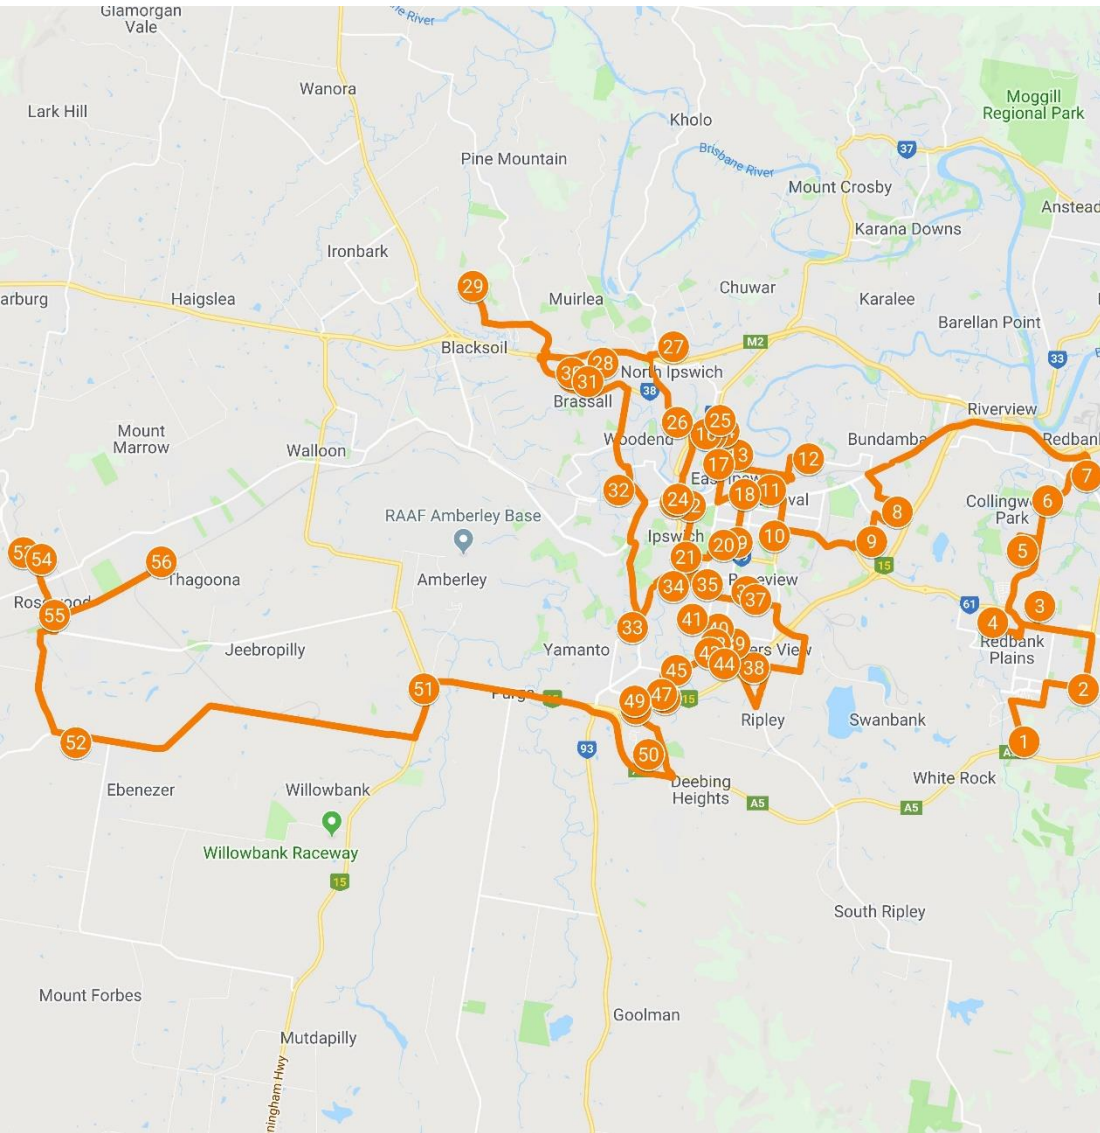 Glamorgan
Vale
Wanora
Lark Hill
Moggill
Regional Park
Kholo
37
Brisbane River
Pine Mountain
Mount Crosby
Anstead
Karana Downs
Ironbark
29
Chuwar
arburg
Haigslea
Muirlea
Karalee
Barellan Point
27
M2
Blacksoil
28
33
31
North Ipswich
38
Brassall
Riverview
25
26
Mount
Marrow
Woodend
Bundamba
Redbank
Walloon
13
12
17
7
32
24
18
11
Collingw
Park
6
RAAF Amberley Base
8
Ipswich
10
9
54
56
21
20
5
15
Thagoona
Amberley
34
35
37
61
3
55
41
33
4
Redbank
Plains
Jeebropilly
Yamanto
ers View
45
44
38
51
47
15
2
49
Ripley
Swanbank
52
93
50
1
White Rock
Ebenezer
Willowbank
Deebing
Heights
A5
A5
Willowbank Raceway
15
South Ripley
Mount Forbes
Goolman
Mutdapilly
ningham Hwy